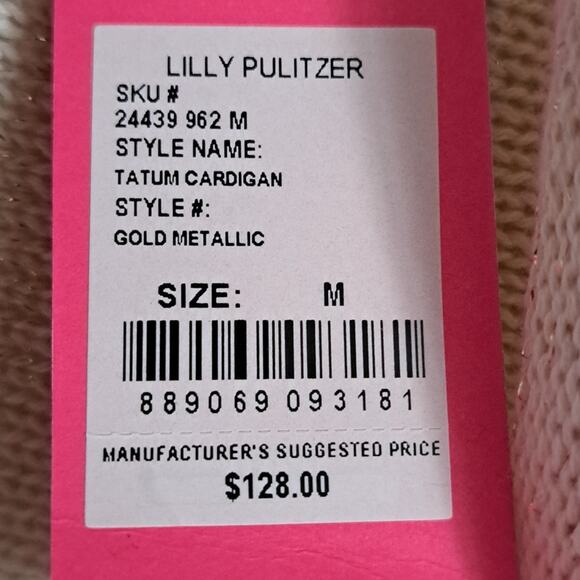 LILLY PULITZER
SKU #
24439 962 M
STYLE NAME:
TATUM CARDIGAN
STYLE #:
GOLD METALLIC
SIZE: M
889069 093181
MANUFACTURER'S SUGGESTED PRICE
$128.00